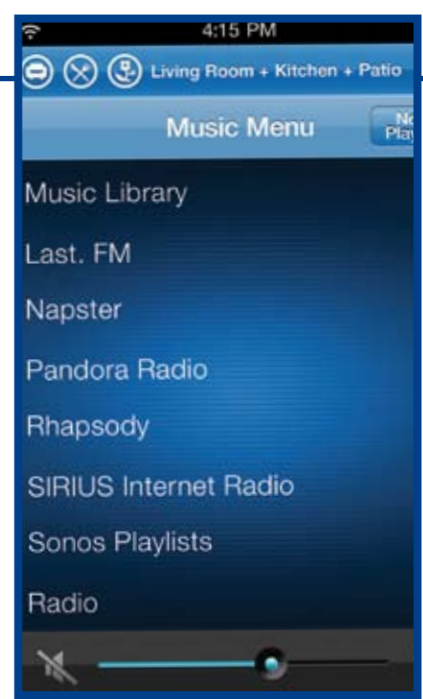 4:15 PM
Living Room + Kitchen + Patio
Music Menu
Music Library
Last. FM
Napster
Pandora Radio
Rhapsody
SIRIUS Internet Radio
Sonos Playlists
Radio